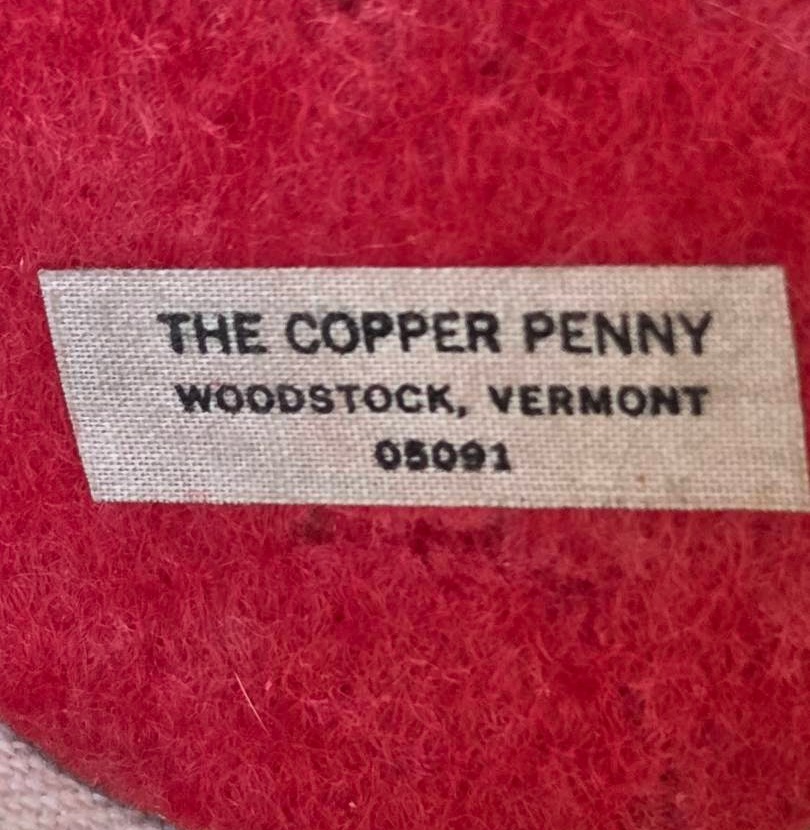 THE COPPER PENNY
WOODSTOCK, VERMONT
05091